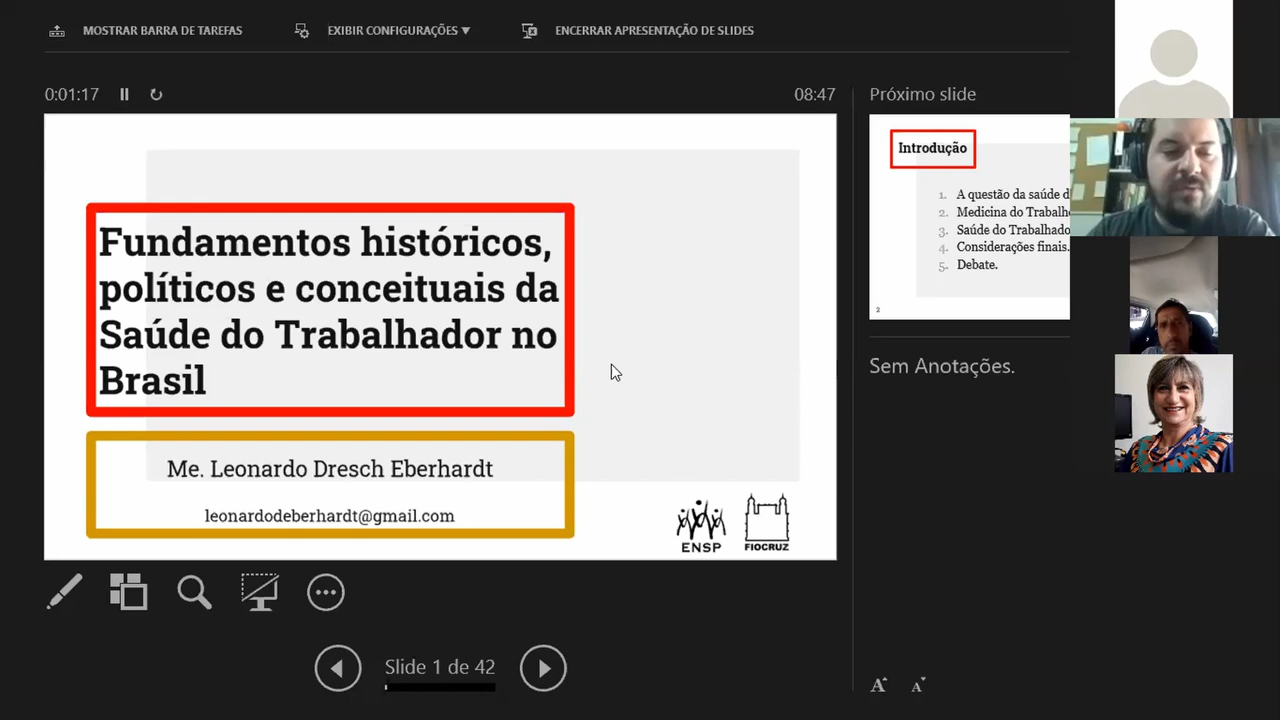 MOSTRAR BARRA DE TAREFAS
EXIBIR CONFIGURAÇÕES
ENCERRAR APRESENTAÇÃO DE SLIDES
0:01:17
08:47
Fundamentos históricos,
políticos e conceituais da
Saúde do Trabalhador no
Brasil
Me. Leonardo Dresch Eberhardt
leonardodeberhardt@gmail.com
ENSP
FIOCRUZ
Slide 1 de 42
Próximo slide
Introdução
1. A questão da saúde d
2. Medicina do Trabalh
3. Saúde do Trabalhado
4. Considerações finais.
5. Debate.
2
Sem Anotações.
A A